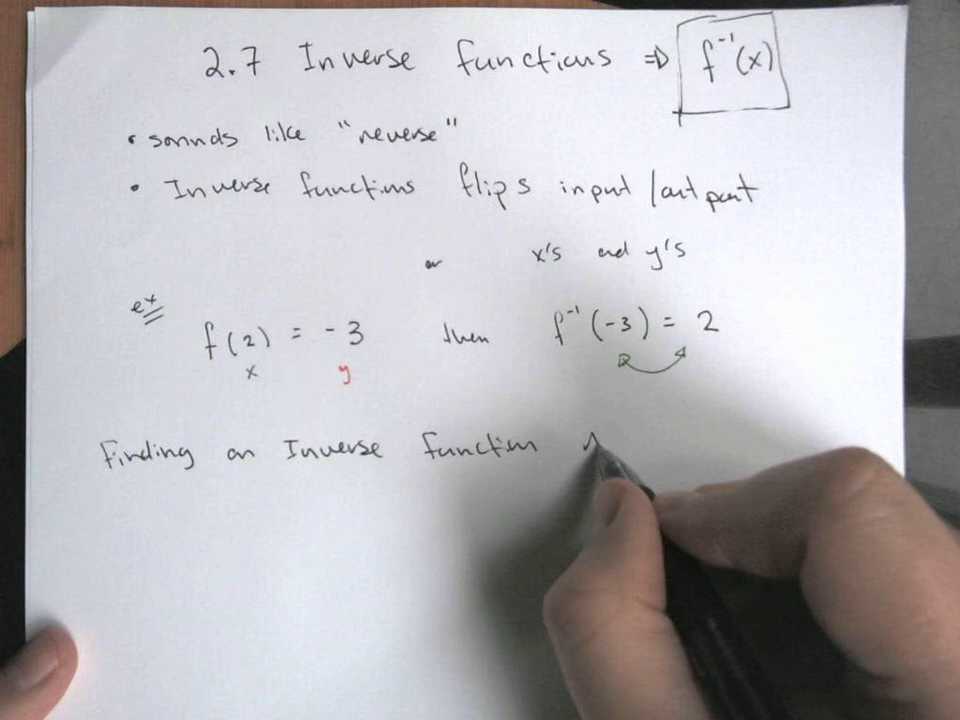 2.7 Inverse functions ⇒ f⁻¹(x)
• sounds like "reverse"
• Inverse functions flips input/output
or x's and y's
ex
f(2) = -3 then f⁻¹(-3) = 2
x y
Finding an Inverse function